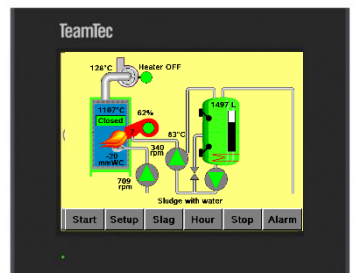 TeamTec
126°C
Heater OFF
1107°C
Closed
62%
1497 L
83°C
340
rpm
-20
mmWC
709
rpm
M
Sludge with water
Start Setup Slag Hour Stop Alarm